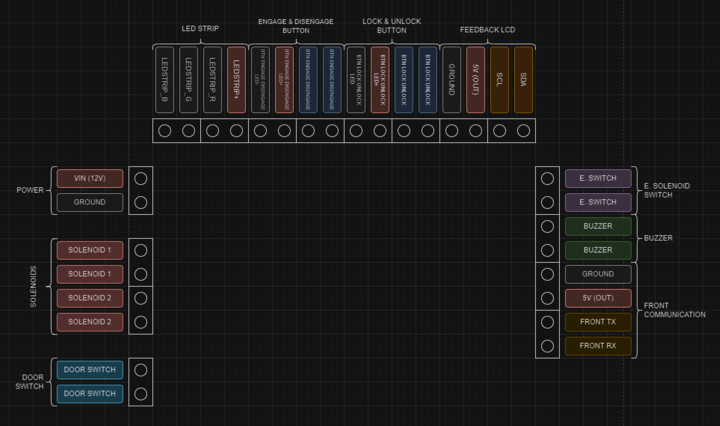 LED STRIP
ENGAGE & DISENGAGE
BUTTON
LOCK & UNLOCK
BUTTON
FEEDBACK LCD
LEDSTRIP_B
LEDSTRIP_G
LEDSTRIP_R
LEDSTRIP+
BTN ENGAGE DISENGAGE
LED-
BTN ENGAGE DISENGAGE
LED+
BTN ENGAGE DISENGAGE
BTN ENGAGE DISENGAGE
BTN LOCK UNLOCK
LED-
BTN LOCK UNLOCK
LED+
BTN LOCK UNLOCK
BTN LOCK UNLOCK
GROUND
5V (OUT)
SCL
SDA
POWER
VIN (12V)
GROUND
SOLENOIDS
SOLENOID 1
SOLENOID 1
SOLENOID 2
SOLENOID 2
DOOR
SWITCH
DOOR SWITCH
DOOR SWITCH
E. SWITCH
E. SWITCH
E. SOLENOID
SWITCH
BUZZER
BUZZER
BUZZER
GROUND
5V (OUT)
FRONT TX
FRONT RX
FRONT
COMMUNICATION